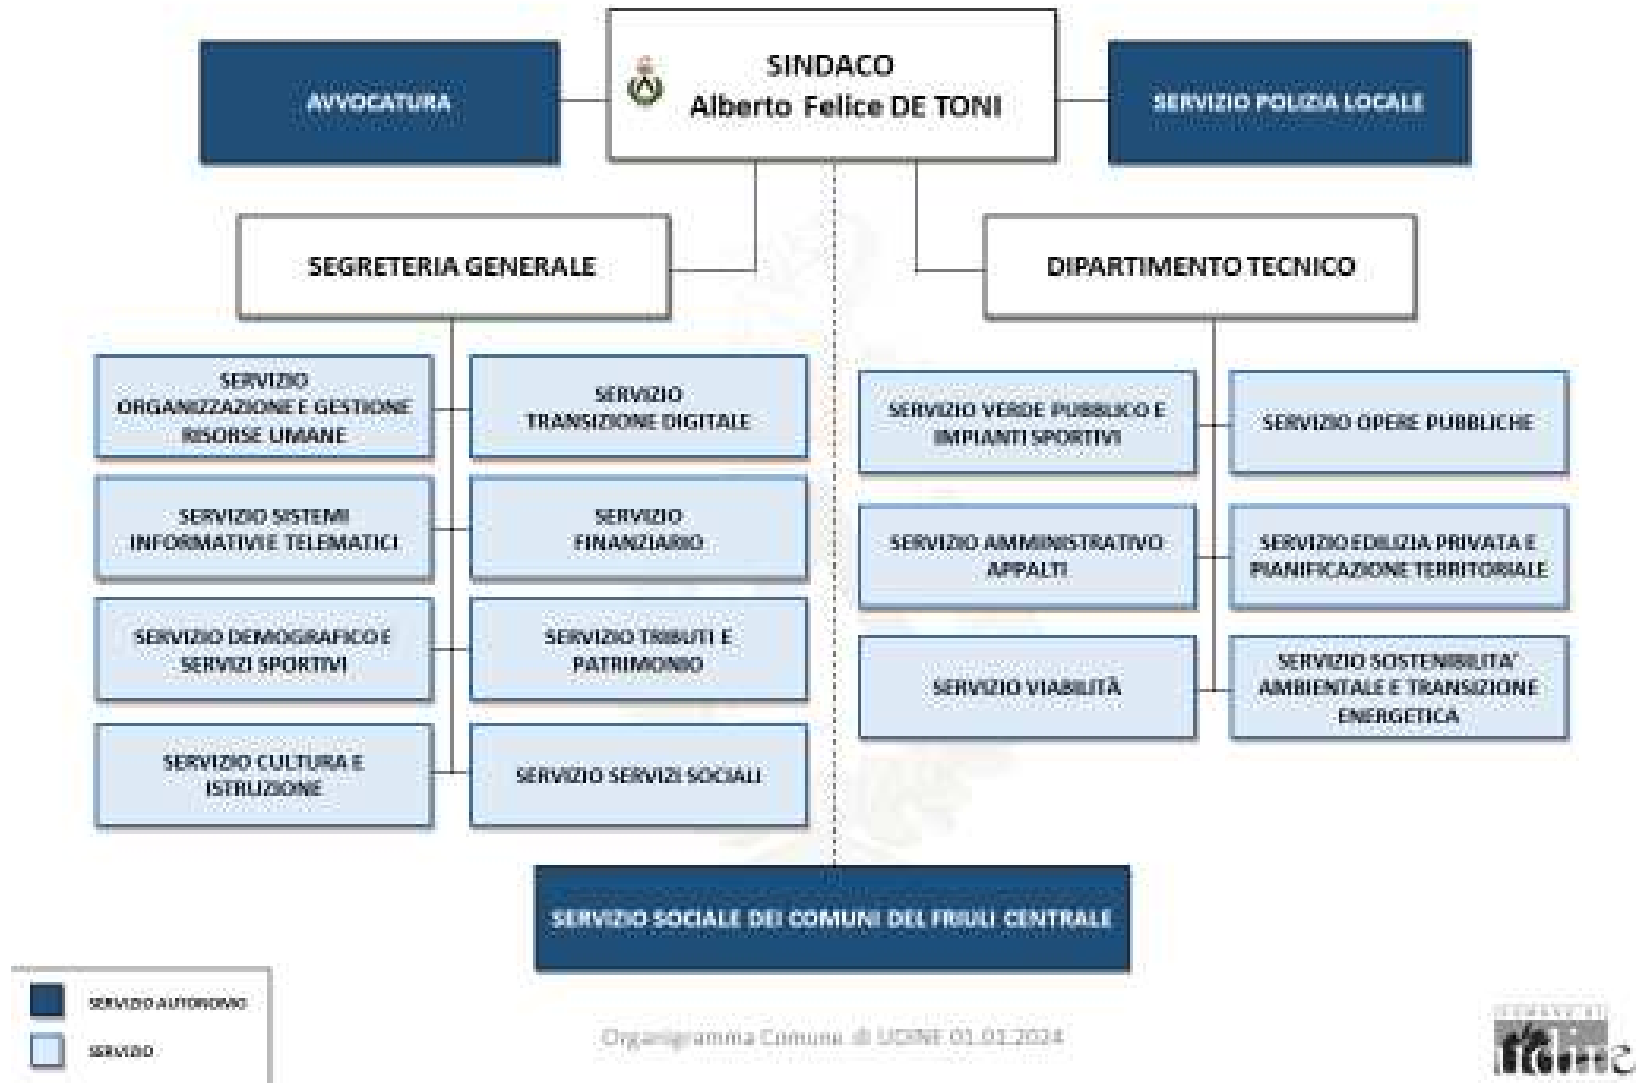 SINDACO
Alberto Felice DE TONI
AVVOCATURA
SERVIZIO POLIZIA LOCALE
SEGRETERIA GENERALE
DIPARTIMENTO TECNICO
SERVIZIO
ORGANIZZAZIONE E GESTIONE
RISORSE UMANE
SERVIZIO
TRANSIZIONE DIGITALE
SERVIZIO SISTEMI
INFORMATIVI E TELEMATICI
SERVIZIO
FINANZIARIO
SERVIZIO DEMOGRAFICO E
SERVIZI SPORTIVI
SERVIZIO TRIBUTI E
PATRIMONIO
SERVIZIO CULTURA E
ISTRUZIONE
SERVIZIO SERVIZI SOCIALI
SERVIZIO VERDE PUBBLICO E
IMPIANTI SPORTIVI
SERVIZIO OPERE PUBBLICHE
SERVIZIO AMMINISTRATIVO
APPALTI
SERVIZIO EDILIZIA PRIVATA E
PIANIFICAZIONE TERRITORIALE
SERVIZIO VIABILITÀ
SERVIZIO SOSTENIBILITA'
AMBIENTALE E TRANSIZIONE
ENERGETICA
SERVIZIO SOCIALE DEI COMUNI DEL FRIULI CENTRALE
SERVIZIO AUTONOMO
SERVIZIO
Organigramma Comune di UDINE 01.01.2024
COMUNE DI
udine